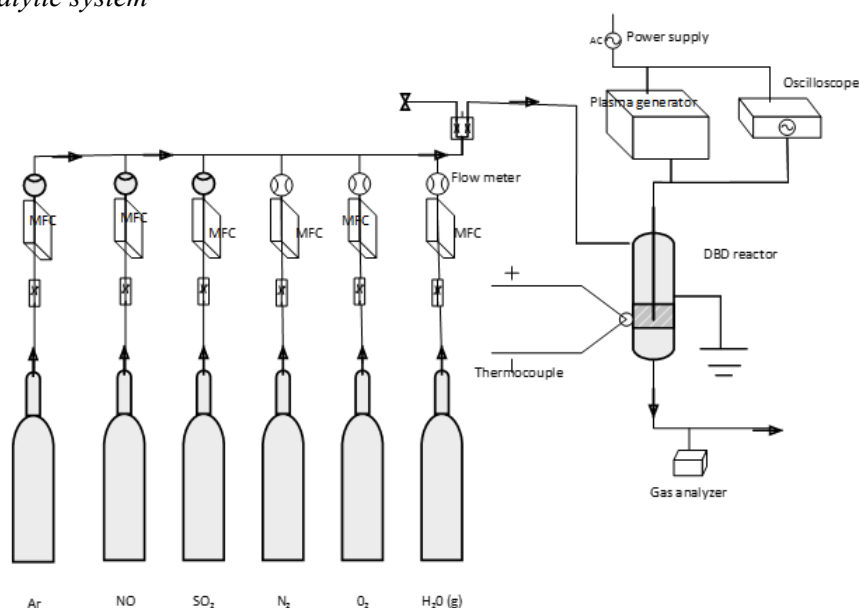 alytic system
AC
Power supply
Oscilloscope
Plasma generator
Flow meter
MFC
MFC
MFC
MFC
MFC
MFC
DBD reactor
+
Thermocouple
Gas analyzer
Ar
NO
SO₂
N₂
O₂
H₂O (g)